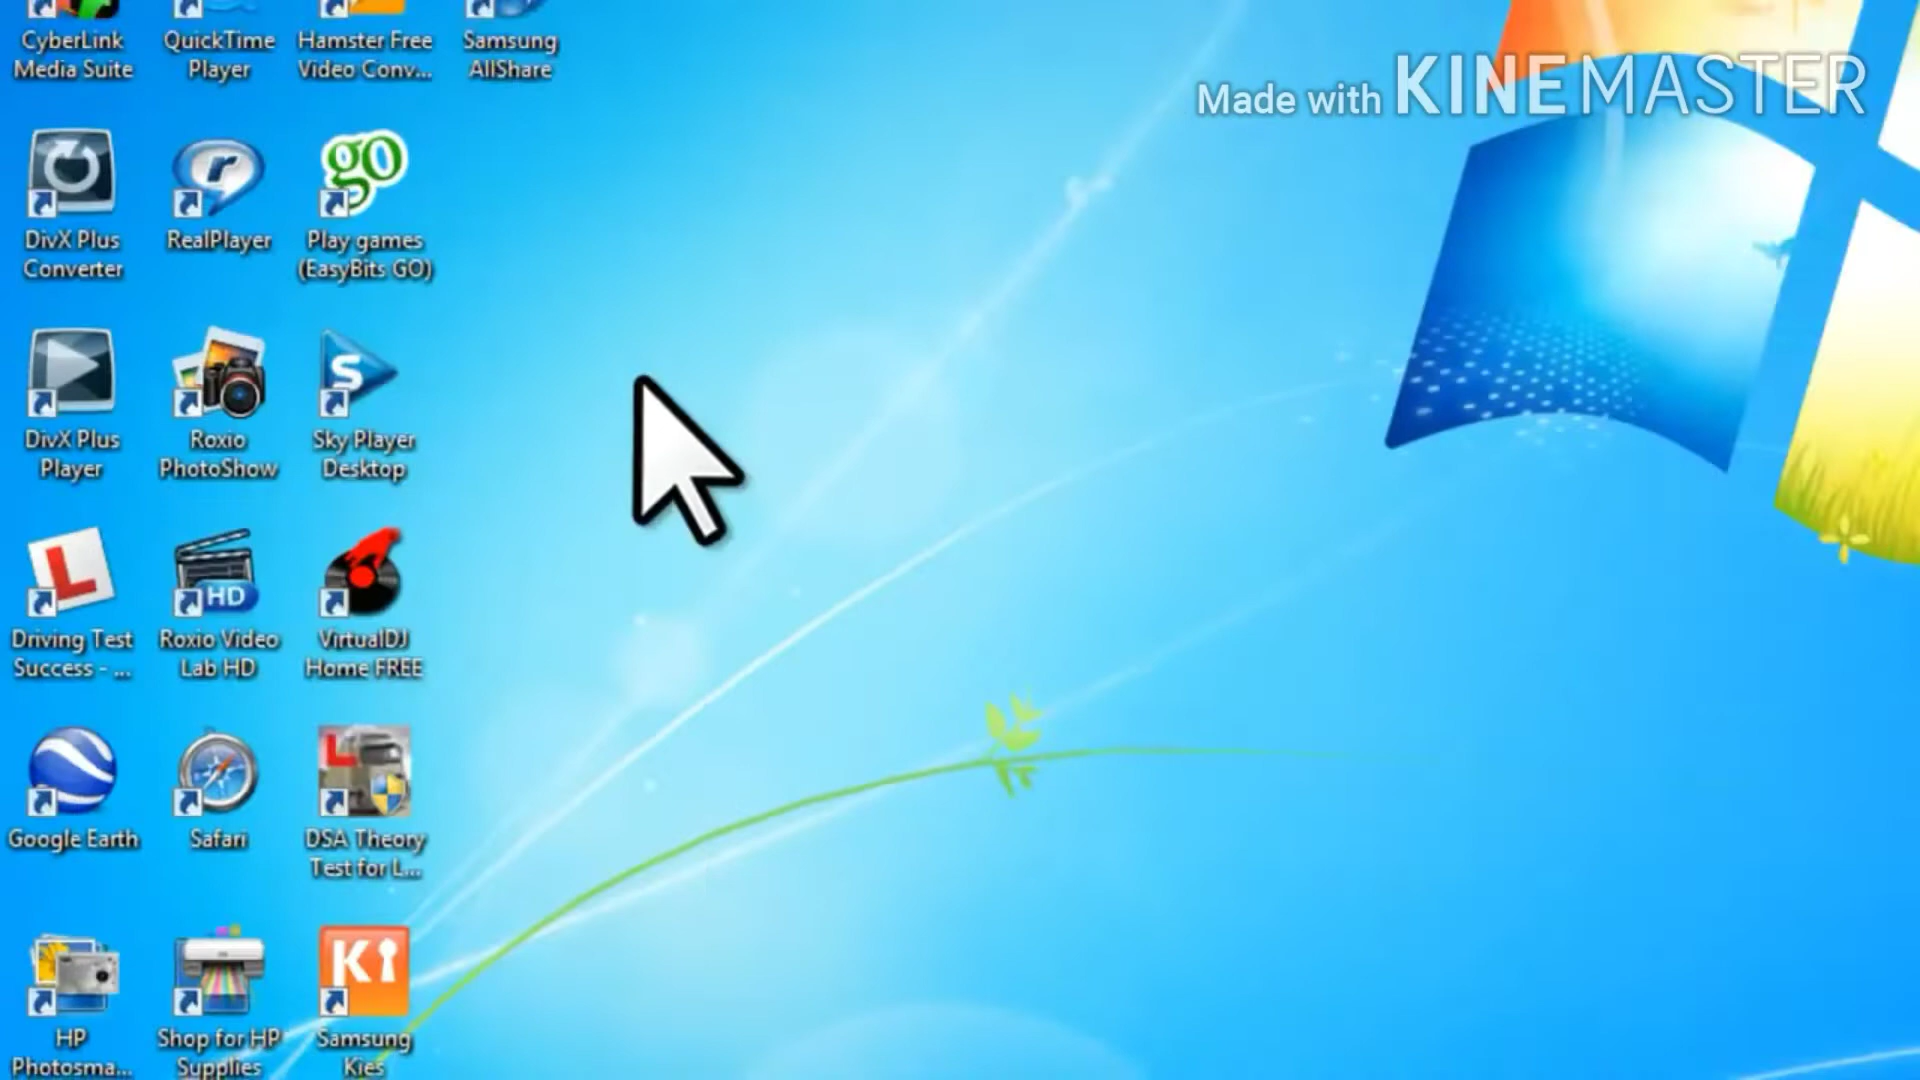 CyberLink
Media Suite
QuickTime
Player
Hamster Free
Video Conv...
Samsung
AllShare
Made with KINEMASTER
DivX Plus
Converter
RealPlayer
go
Play games
(EasyBits GO)
DivX Plus
Player
Roxio
PhotoShow
S
Sky Player
Desktop
L
Driving Test
Success - ...
HD
Roxio Video
Lab HD
VirtualDJ
Home FREE
Google Earth
Safari
L
DSA Theory
Test for L...
HP
Photosma...
Shop for HP
Supplies
Ki
Samsung
Kies